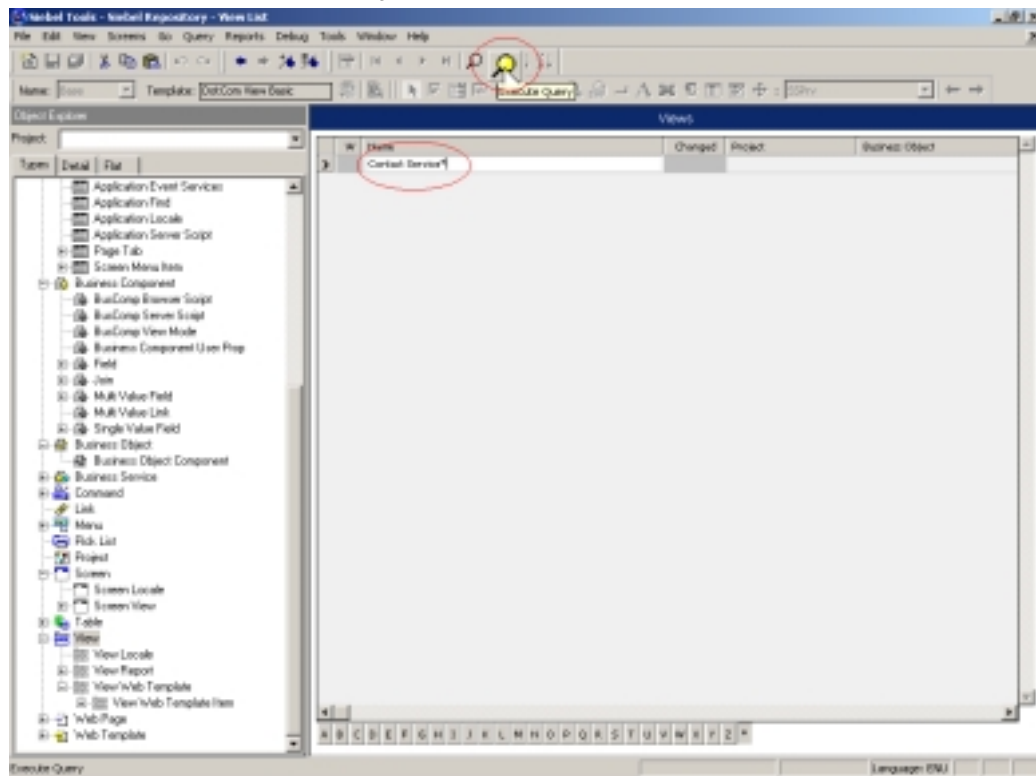 Siebel Tools - Siebel Repository - View List
File Edit View Screens Go Query Reports Debug Tools Window Help
Name: Base Template: DotCom View Basic
Execute Query
Object Explorer
Project
Types Detail Flat
Application Event Services
Application Find
Application Locale
Application Server Script
Page Tab
Screen Menu Item
Business Component
BusComp Browser Script
BusComp Server Script
BusComp View Mode
Business Component User Prop
Field
Join
Multi Value Field
Multi Value Link
Single Value Field
Business Object
Business Object Component
Business Service
Command
Link
Menu
Pick List
Project
Screen
Screen Locale
Screen View
Table
View
View Locale
View Report
View Web Template
View Web Template Item
Web Page
Web Template
Views
W Name Changed Project Business Object
Contact Service*
A B C D E F G H I J K L M N O P Q R S T U V W X Y Z *
Execute Query
Language: ENU